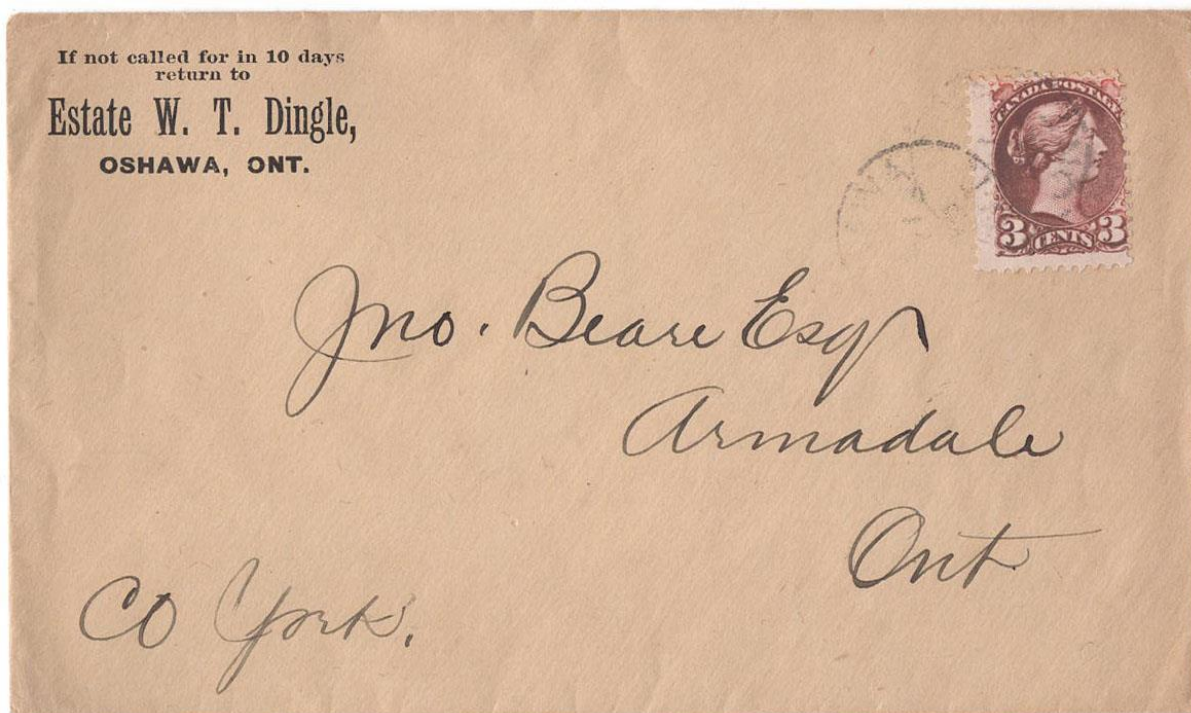 If not called for in 10 days
return to
Estate W. T. Dingle,
OSHAWA, ONT.
CANADA POSTAGE
3 CENTS 3
Jno. Beare Esq
Armadale
Ont
Co York.